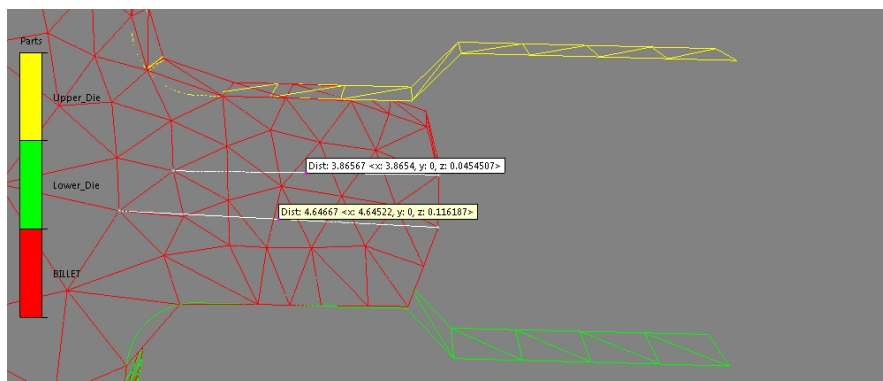 Parts
Upper_Die
Dist: 3.86567 <x: 3.8654, y: 0, z: 0.0454507>
Lower_Die
Dist: 4.64667 <x: 4.64522, y: 0, z: 0.116187>
BILLET